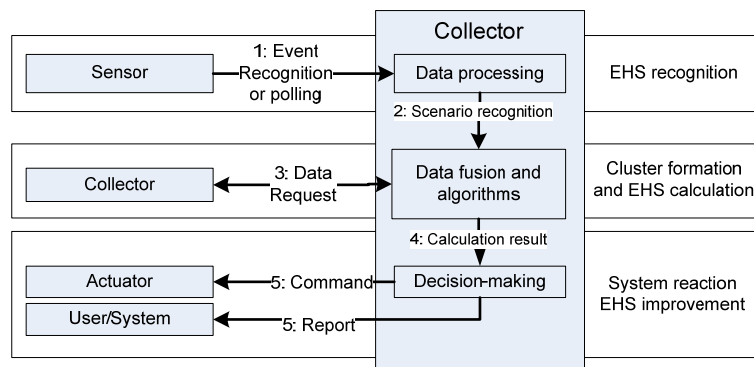 Collector
Sensor
1: Event
Recognition
or polling
Data processing
EHS recognition
2: Scenario recognition
Collector
3: Data
Request
Data fusion and
algorithms
Cluster formation
and EHS calculation
4: Calculation result
Actuator
5: Command
Decision-making
System reaction
EHS improvement
User/System
5: Report